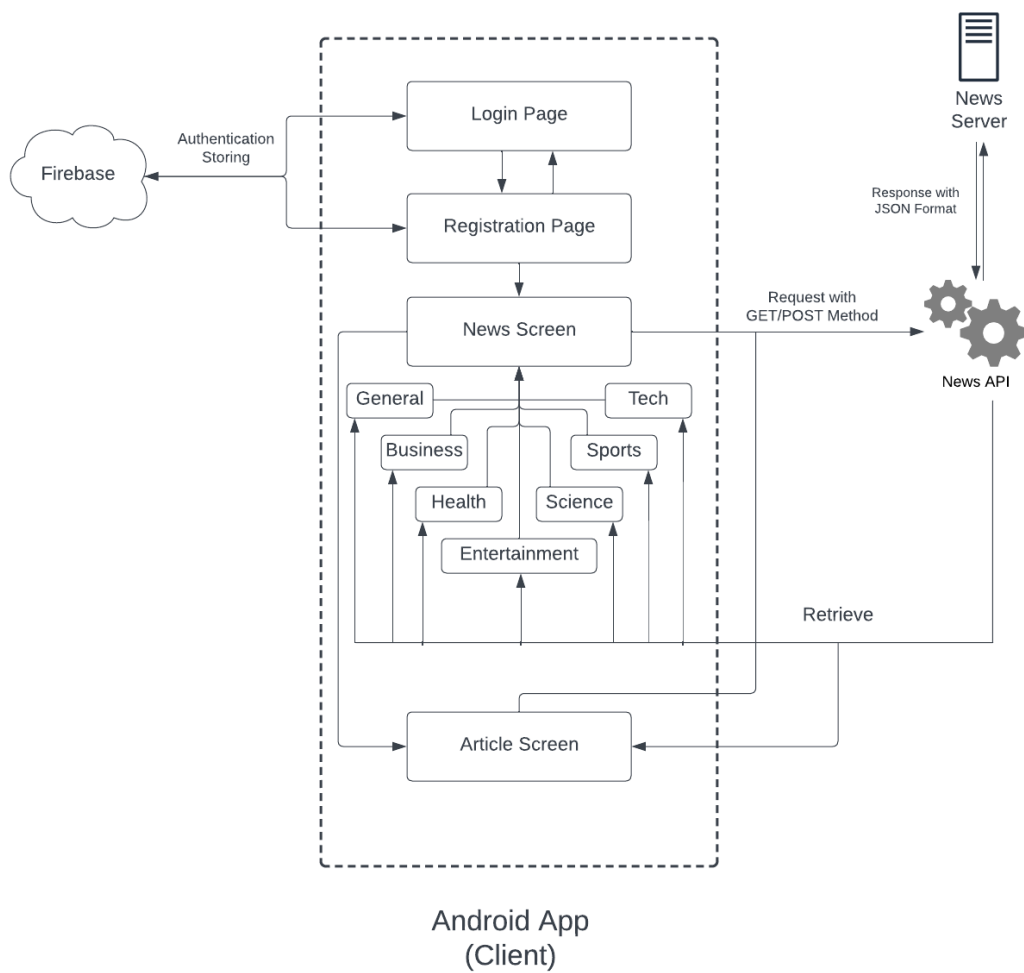 News
Server
Login Page
Authentication
Storing
Firebase
Response with
JSON Format
Registration Page
Request with
GET/POST Method
News Screen
News API
General
Tech
Business
Sports
Health
Science
Entertainment
Retrieve
Article Screen
Android App
(Client)